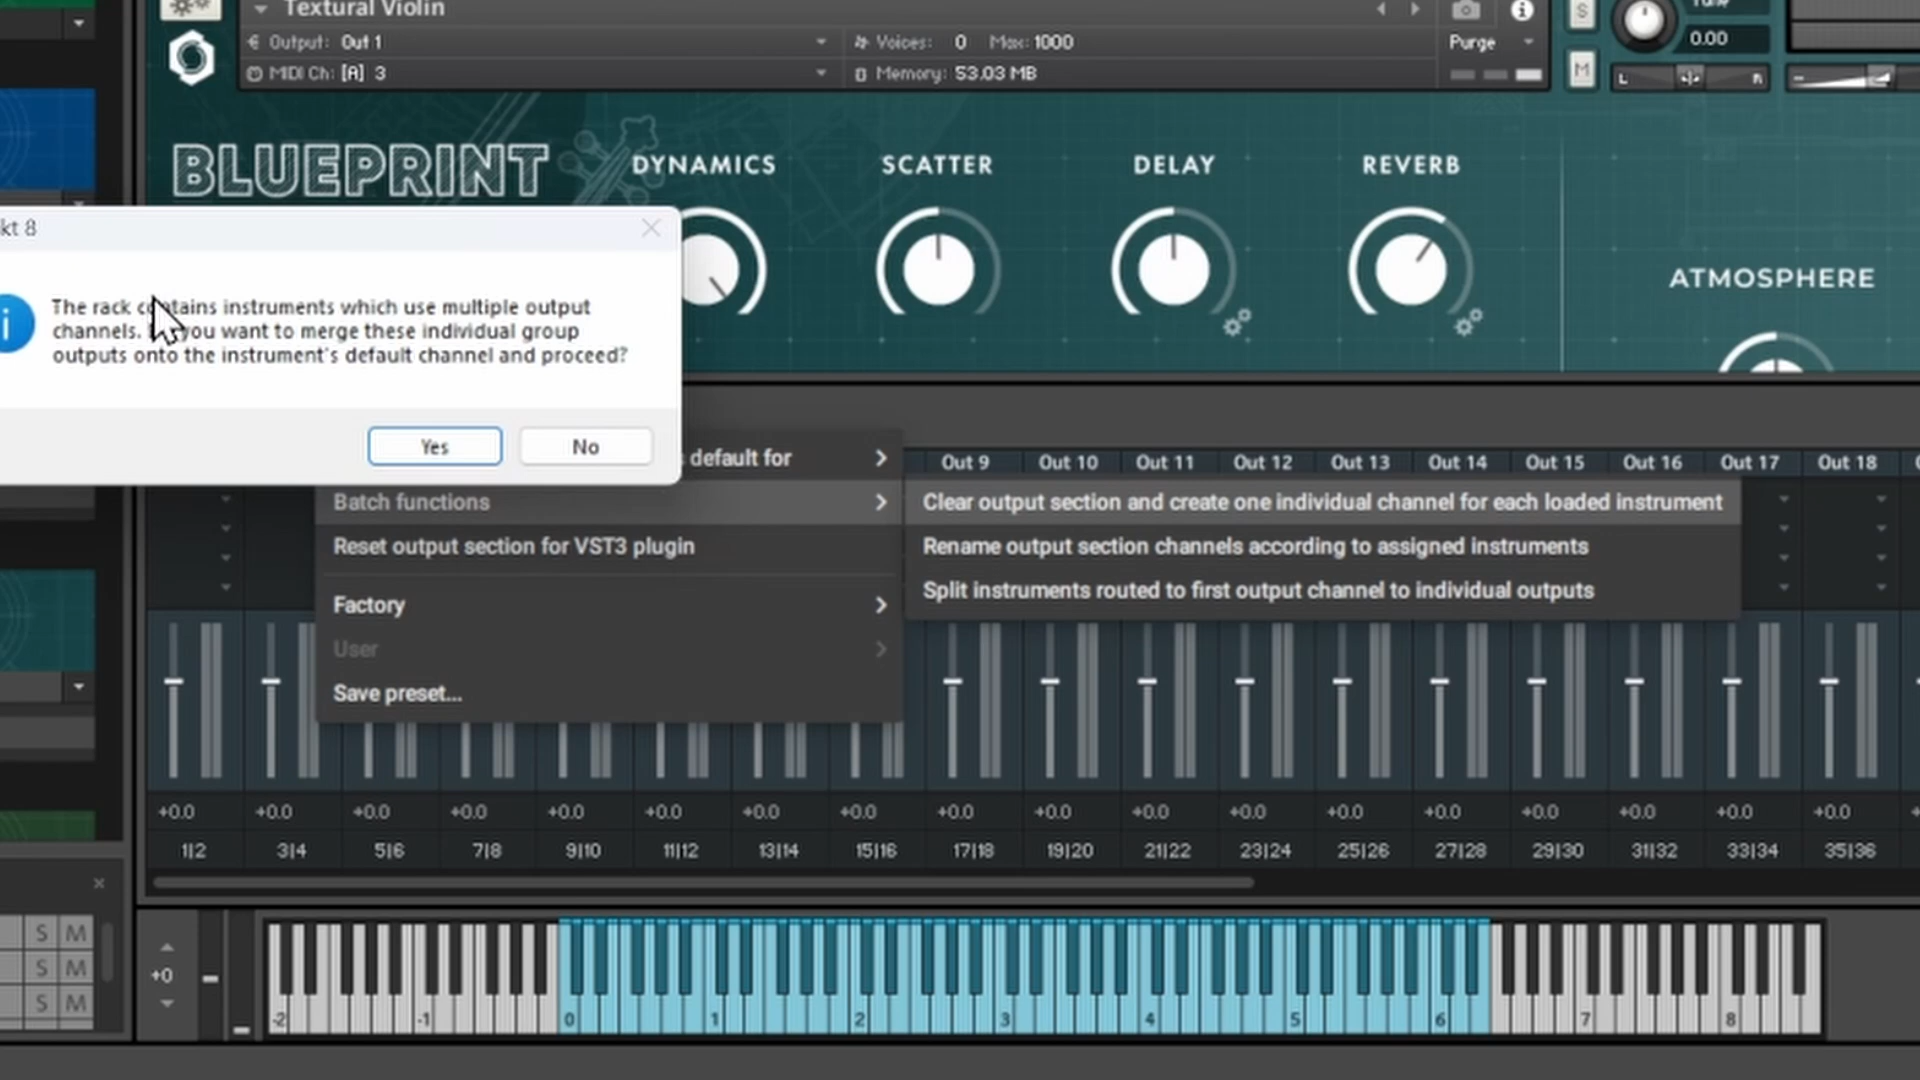 Textural Violin
Output: Out 1
Voices: 0 Max: 1000
Purge
MIDI Ch: [A] 3
Memory: 53.03 MB
S
M
0.00
L
R
BLUEPRINT
DYNAMICS
SCATTER
DELAY
REVERB
ATMOSPHERE
kt 8
The rack contains instruments which use multiple output
channels. you want to merge these individual group
outputs onto the instrument's default channel and proceed?
Yes
No
default for
Batch functions
Reset output section for VST3 plugin
Factory
User
Save preset...
Clear output section and create one individual channel for each loaded instrument
Rename output section channels according to assigned instruments
Split instruments routed to first output channel to individual outputs
Out 9 Out 10 Out 11 Out 12 Out 13 Out 14 Out 15 Out 16 Out 17 Out 18
+0.0 +0.0 +0.0 +0.0 +0.0 +0.0 +0.0 +0.0 +0.0 +0.0 +0.0 +0.0 +0.0 +0.0 +0.0 +0.0 +0.0 +0.0
1|2 3|4 5|6 7|8 9|10 11|12 13|14 15|16 17|18 19|20 21|22 23|24 25|26 27|28 29|30 31|32 33|34 35|36
S M
S M
S M
+0
-2 -1 0 1 2 3 4 5 6 7 8